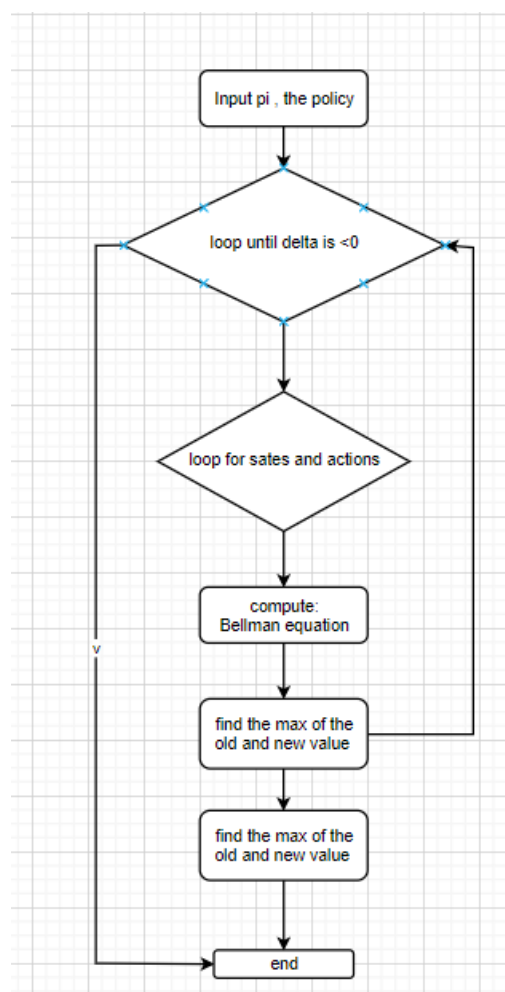 Input pi , the policy
loop until delta is <0
loop for sates and actions
compute:
Bellman equation
v
find the max of the
old and new value
find the max of the
old and new value
end